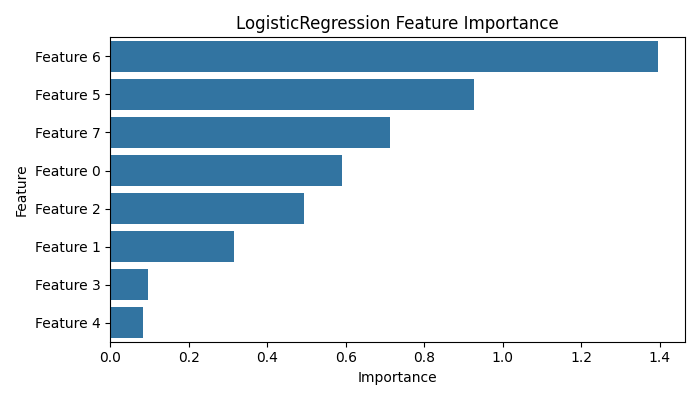 LogisticRegression Feature Importance
Feature 6
Feature 5
Feature 7
Feature 0
Feature 2
Feature 1
Feature 3
Feature 4
Feature
0.0 0.2 0.4 0.6 0.8 1.0 1.2 1.4
Importance